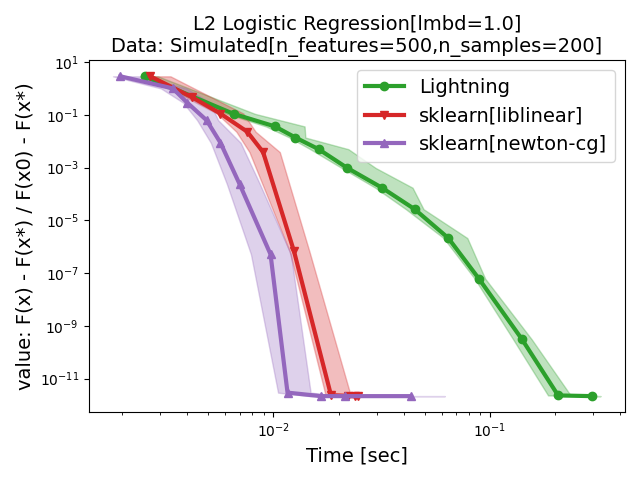 L2 Logistic Regression[lmbd=1.0]
Data: Simulated[n_features=500,n_samples=200]
value: F(x) - F(x*) / F(x0) - F(x*)
10¹
10⁻¹
10⁻³
10⁻⁵
10⁻⁷
10⁻⁹
10⁻¹¹
Lightning
sklearn[liblinear]
sklearn[newton-cg]
10⁻²
10⁻¹
Time [sec]